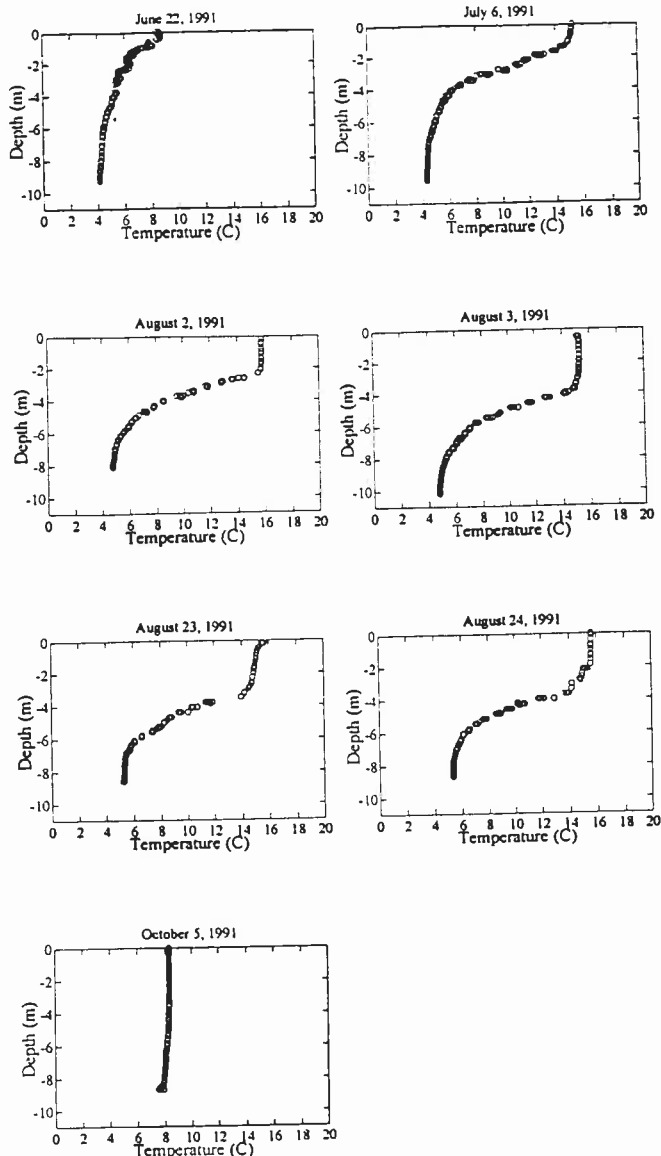 June 22, 1991
0
-2
-4
-6
-8
-10
Depth (m)
0 2 4 6 8 10 12 14 16 18 20
Temperature (C)
July 6, 1991
0
-2
-4
-6
-8
-10
Depth (m)
0 2 4 6 8 10 12 14 16 18 20
Temperature (C)
August 2, 1991
0
-2
-4
-6
-8
-10
Depth (m)
0 2 4 6 8 10 12 14 16 18 20
Temperature (C)
August 3, 1991
0
-2
-4
-6
-8
-10
Depth (m)
0 2 4 6 8 10 12 14 16 18 20
Temperature (C)
August 23, 1991
0
-2
-4
-6
-8
-10
Depth (m)
0 2 4 6 8 10 12 14 16 18 20
Temperature (C)
August 24, 1991
0
-2
-4
-6
-8
-10
Depth (m)
0 2 4 6 8 10 12 14 16 18 20
Temperature (C)
October 5, 1991
0
-2
-4
-6
-8
-10
Depth (m)
0 2 4 6 8 10 12 14 16 18 20
Temperature (C)